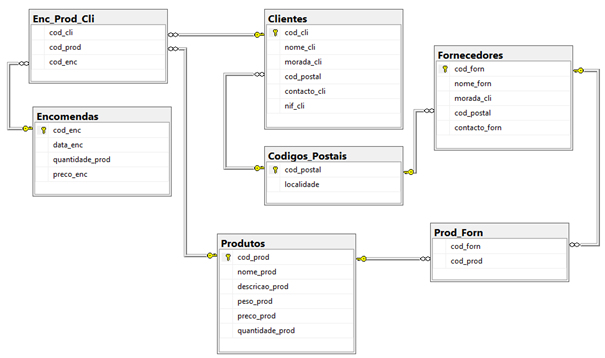 Enc_Prod_Cli
cod_cli
cod_prod
cod_enc
Clientes
cod_cli
nome_cli
morada_cli
cod_postal
contacto_cli
nif_cli
Fornecedores
cod_forn
nome_forn
morada_cli
cod_postal
contacto_forn
Encomendas
cod_enc
data_enc
quantidade_prod
preco_enc
Codigos_Postais
cod_postal
localidade
Produtos
cod_prod
nome_prod
descricao_prod
peso_prod
preco_prod
quantidade_prod
Prod_Forn
cod_forn
cod_prod